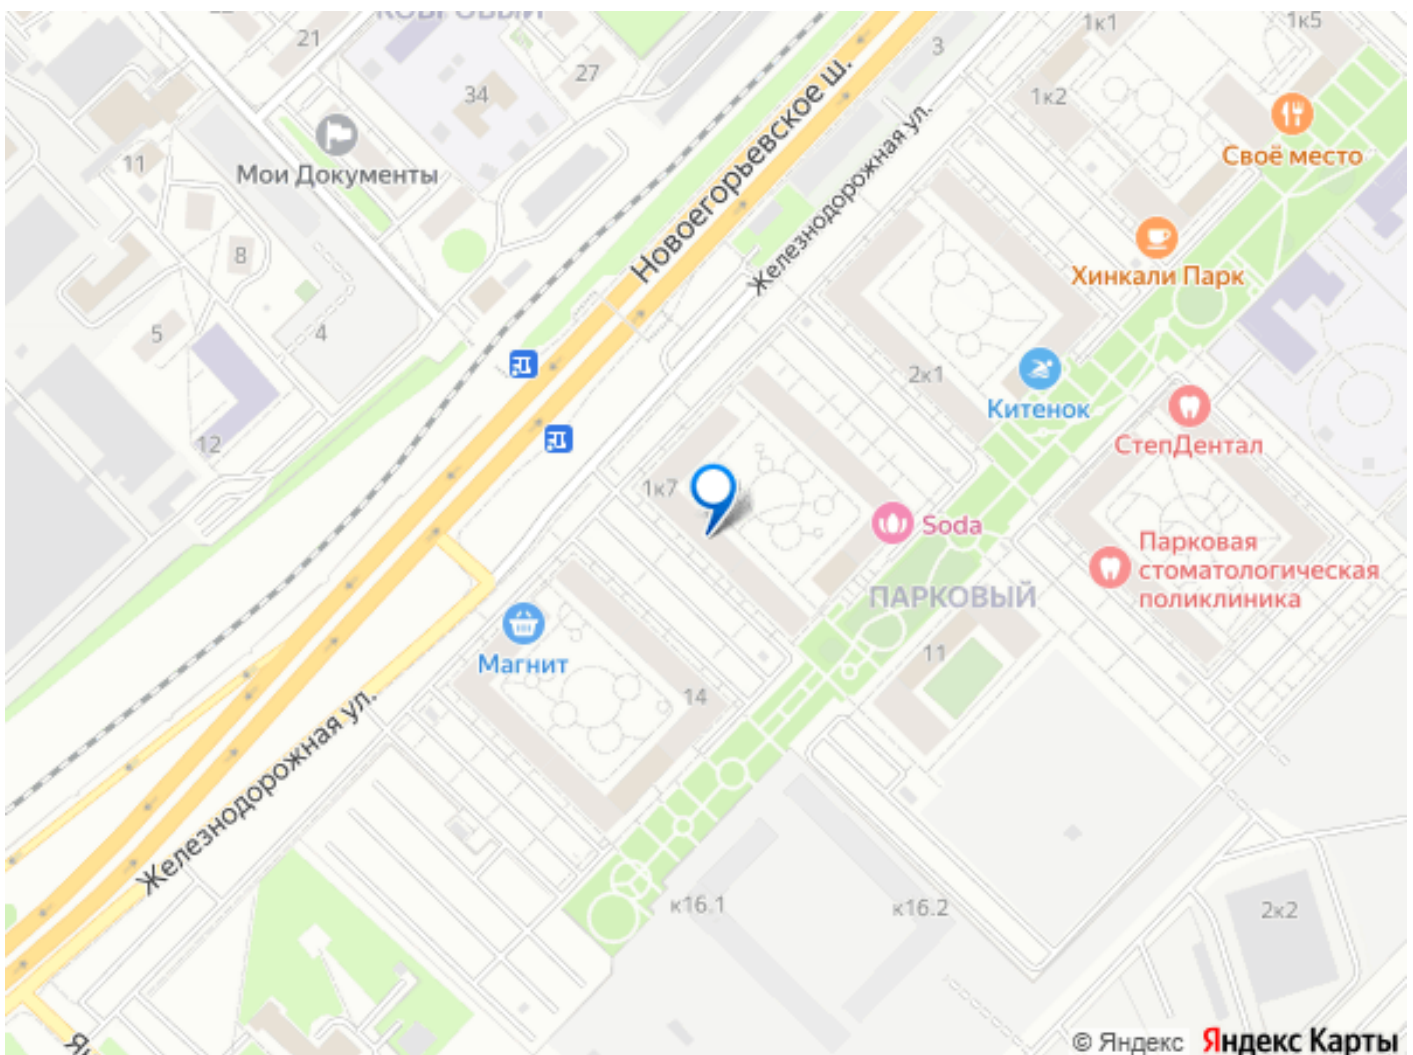 КОВРОВЫЙ
21
27
34
Новоегорьевское ш.
3
1к1
1к5
1к2
Железнодорожная ул.
Своё место
11
Мои Документы
8
Хинкали Парк
5
4
2к1
Китенок
12
СтепДентал
1к7
Soda
Парковая
стоматологическая
поликлиника
ПАРКОВЫЙ
Магнит
14
11
Железнодорожная ул.
к16.1
к16.2
2к2
© Яндекс Яндекс Карты